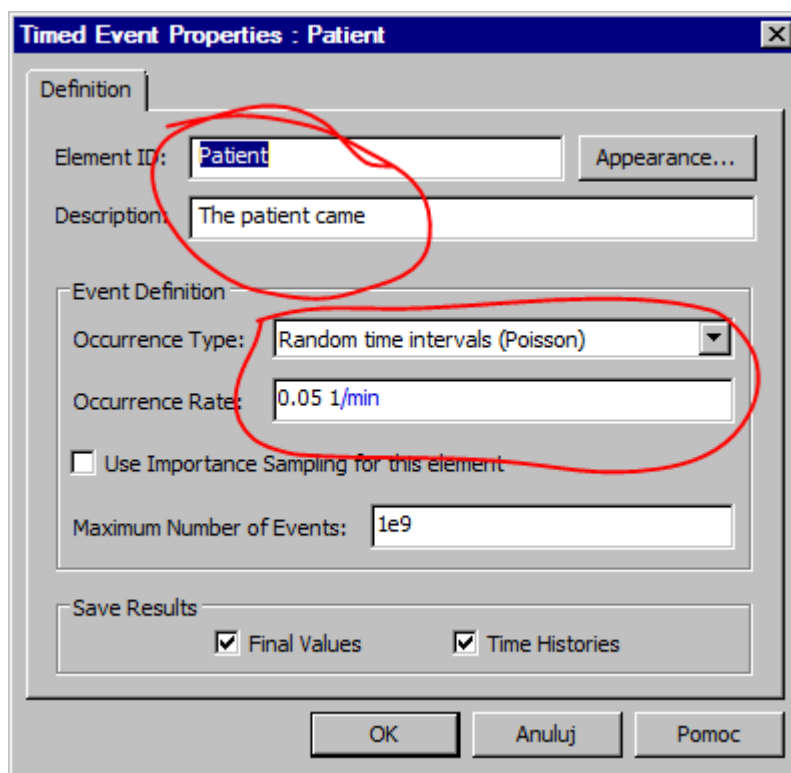 Timed Event Properties : Patient
Definition
Element ID: Patient Appearance...
Description: The patient came
Event Definition
Occurrence Type: Random time intervals (Poisson)
Occurrence Rate: 0.05 1/min
Use Importance Sampling for this element
Maximum Number of Events: 1e9
Save Results
Final Values Time Histories
OK Anuluj Pomoc